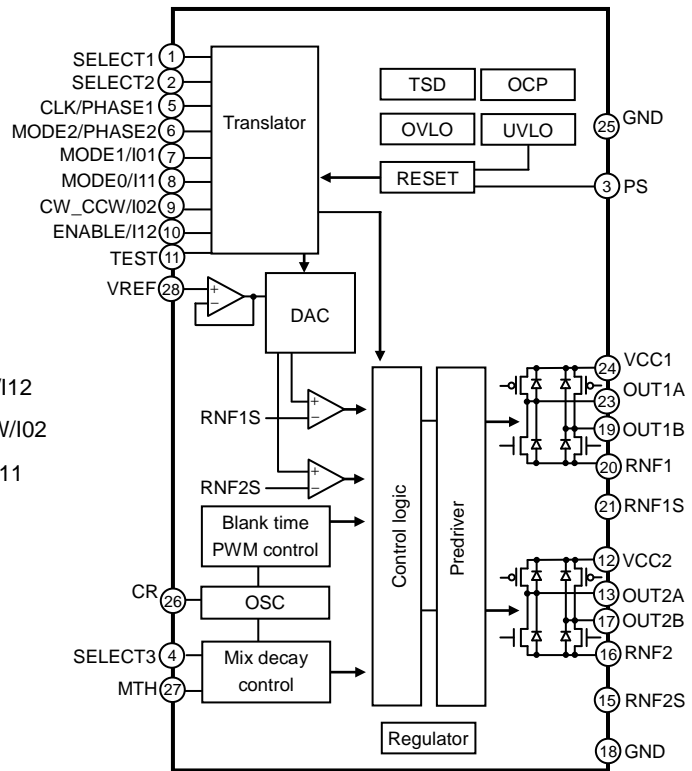 SELECT1 1
SELECT2 2
CLK/PHASE1 5
MODE2/PHASE2 6
MODE1/I01 7
MODE0/I11 8
CW_CCW/I02 9
ENABLE/I12 10
TEST 11
VREF 28
Translator
TSD
OCP
OVLO
UVLO
RESET
25 GND
3 PS
+
−
DAC
/I12
W/I02
11
RNF1S
+
−
RNF2S
+
−
Blank time
PWM control
CR 26
OSC
SELECT3 4
MTH 27
Mix decay
control
Control logic
Predriver
24 VCC1
23 OUT1A
19 OUT1B
20 RNF1
21 RNF1S
12 VCC2
13 OUT2A
17 OUT2B
16 RNF2
15 RNF2S
18 GND
Regulator